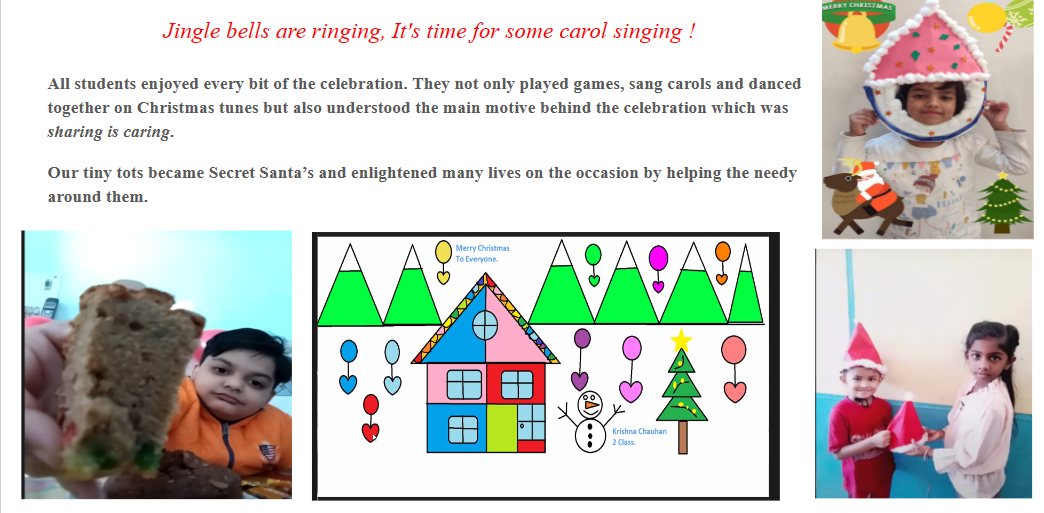 Jingle bells are ringing, It's time for some carol singing !
All students enjoyed every bit of the celebration. They not only played games, sang carols and danced
together on Christmas tunes but also understood the main motive behind the celebration which was
sharing is caring.
Our tiny tots became Secret Santa’s and enlightened many lives on the occasion by helping the needy
around them.
MERRY CHRISTMAS
Merry Christmas
To Everyone.
Krishna Chauhan
2 Class.